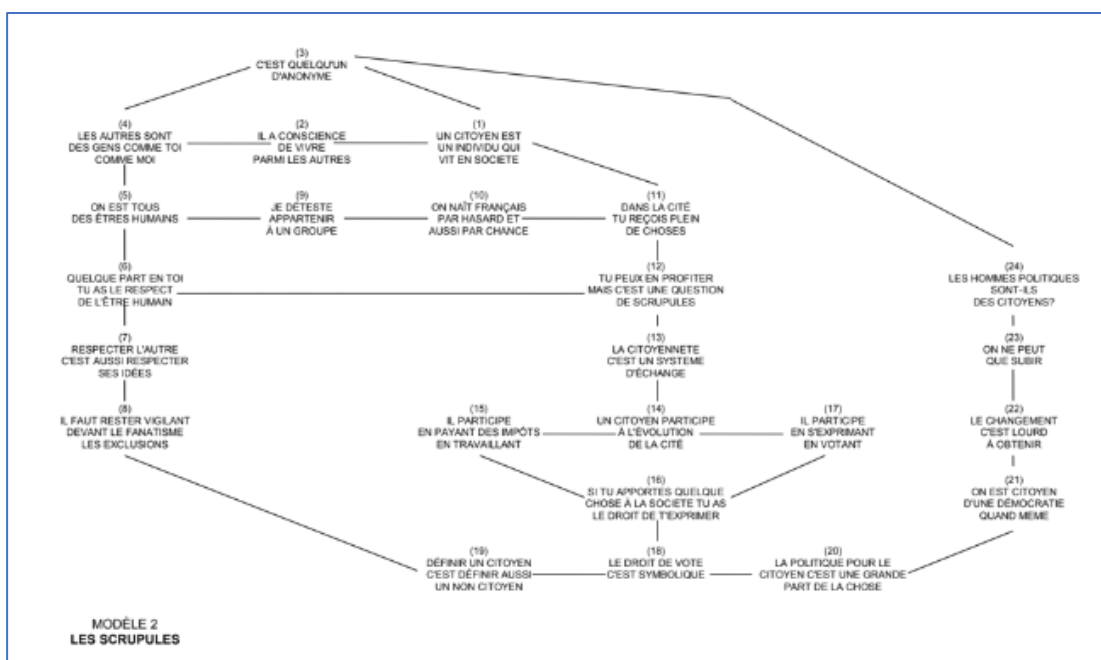 (3)
C'EST QUELQU'UN
D'ANONYME
(4)
LES AUTRES SONT
DES GENS COMME TOI
COMME MOI
(2)
IL A CONSCIENCE
DE VIVRE
PARMI LES AUTRES
(1)
UN CITOYEN EST
UN INDIVIDU QUI
VIT EN SOCIETE
(5)
ON EST TOUS
DES ÊTRES HUMAINS
(9)
JE DÉTESTE
APPARTENIR
À UN GROUPE
(10)
ON NAÎT FRANÇAIS
PAR HASARD ET
AUSSI PAR CHANCE
(11)
DANS LA CITÉ
TU REÇOIS PLEIN
DE CHOSES
(6)
QUELQUE PART EN TOI
TU AS LE RESPECT
DE L'ÊTRE HUMAIN
(12)
TU PEUX EN PROFITER
MAIS C'EST UNE QUESTION
DE SCRUPULES
(24)
LES HOMMES POLITIQUES
SONT-ILS
DES CITOYENS?
(7)
RESPECTER L'AUTRE
C'EST AUSSI RESPECTER
SES IDÉES
(13)
LA CITOYENNETE
C'EST UN SYSTEME
D'ÉCHANGE
(23)
ON NE PEUT
QUE SUBIR
(8)
IL FAUT RESTER VIGILANT
DEVANT LE FANATISME
LES EXCLUSIONS
(15)
IL PARTICIPE
EN PAYANT DES IMPÔTS
EN TRAVAILLANT
(14)
UN CITOYEN PARTICIPE
À L'ÉVOLUTION
DE LA CITÉ
(17)
IL PARTICIPE
EN S'EXPRIMANT
EN VOTANT
(22)
LE CHANGEMENT
C'EST LOURD
À OBTENIR
(16)
SI TU APPORTES QUELQUE
CHOSE À LA SOCIETE TU AS
LE DROIT DE T'EXPRIMER
(21)
ON EST CITOYEN
D'UNE DÉMOCRATIE
QUAND MEME
(19)
DÉFINIR UN CITOYEN
C'EST DÉFINIR AUSSI
UN NON CITOYEN
(18)
LE DROIT DE VOTE
C'EST SYMBOLIQUE
(20)
LA POLITIQUE POUR LE
CITOYEN C'EST UNE GRANDE
PART DE LA CHOSE
MODÈLE 2
LES SCRUPULES